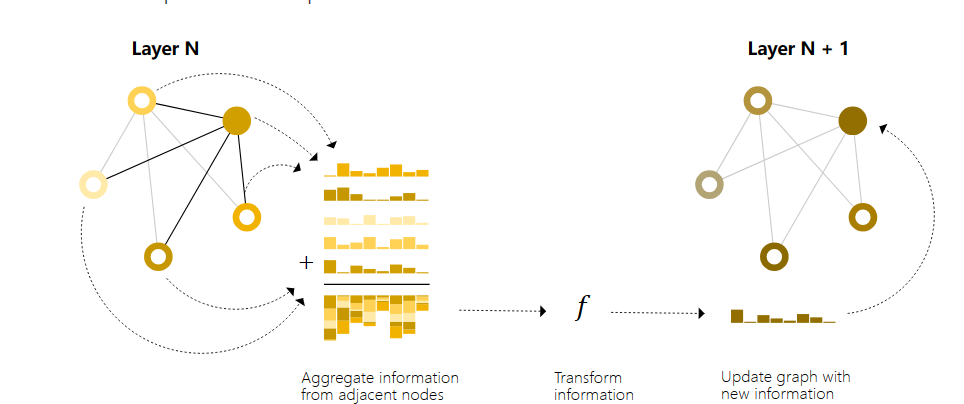 Layer N
Layer N + 1
+
f
Aggregate information
from adjacent nodes
Transform
information
Update graph with
new information